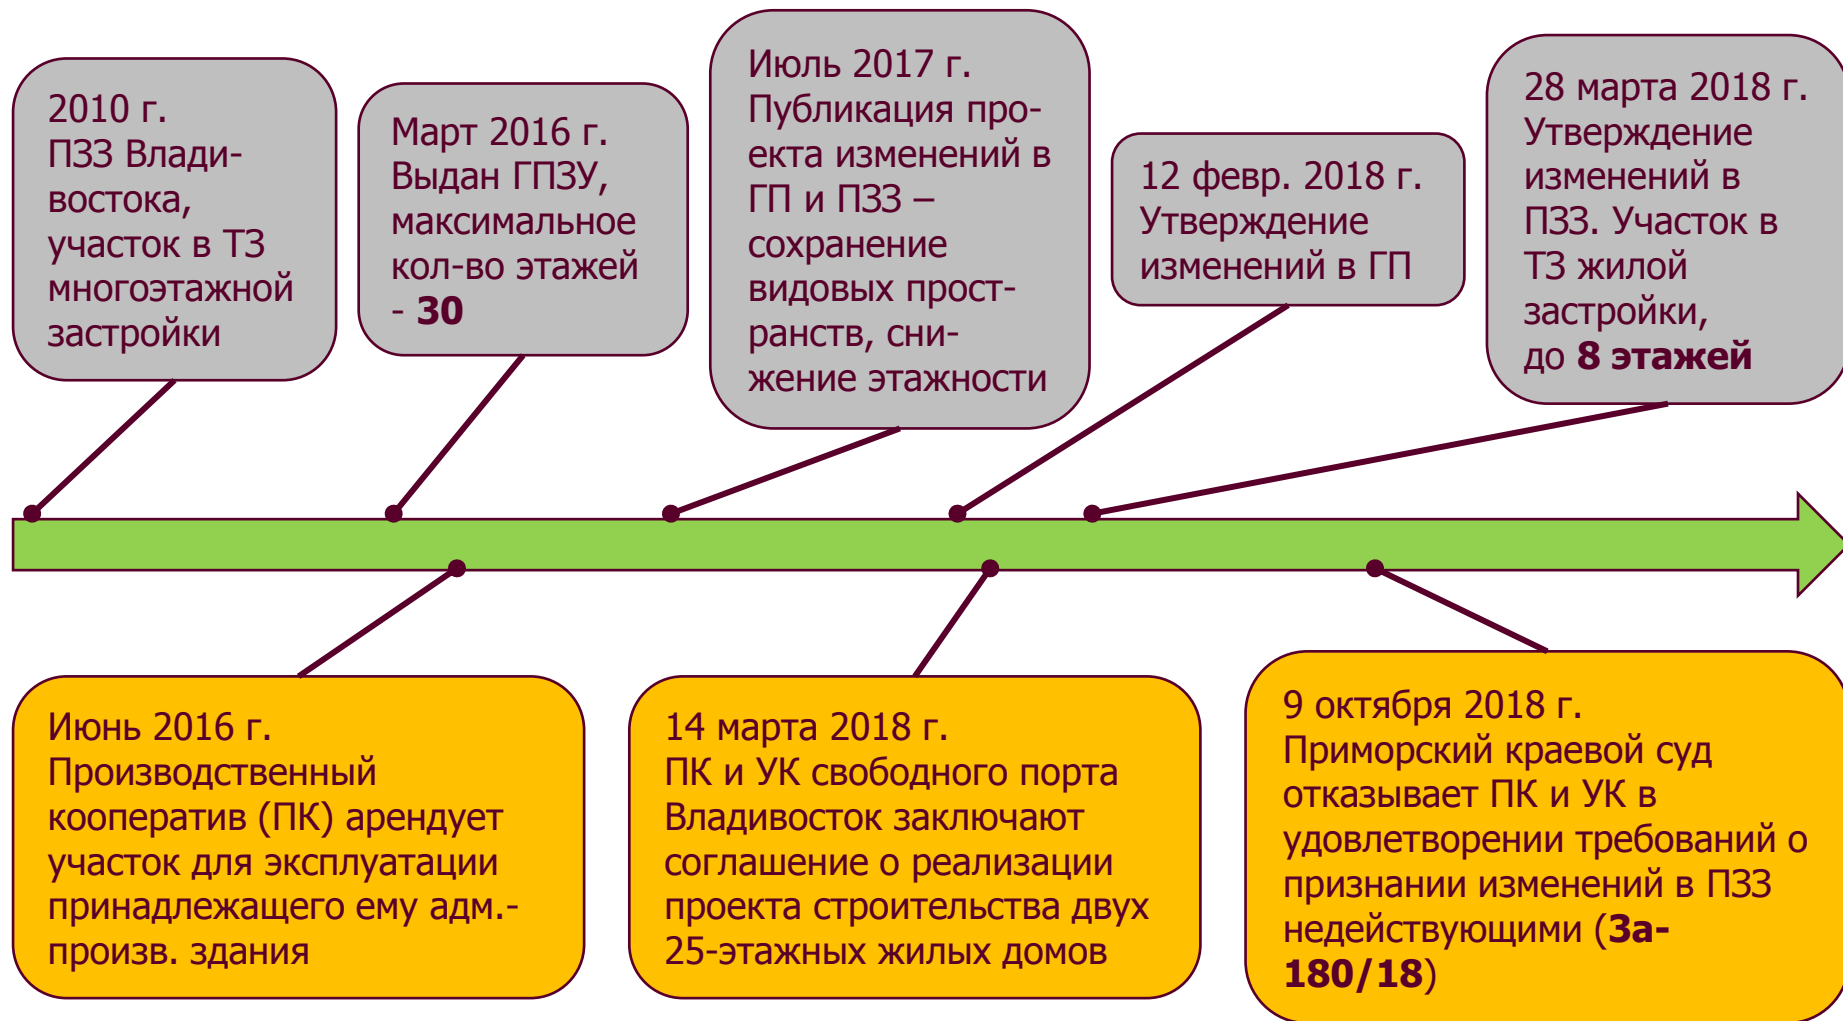 2010 г.
ПЗЗ Влади-
востока,
участок в ТЗ
многоэтажной
застройки
Март 2016 г.
Выдан ГПЗУ,
максимальное
кол-во этажей
- 30
Июль 2017 г.
Публикация про-
екта изменений в
ГП и ПЗЗ –
сохранение
видовых прост-
ранств, сни-
жение этажности
12 февр. 2018 г.
Утверждение
изменений в ГП
28 марта 2018 г.
Утверждение
изменений в
ПЗЗ. Участок в
ТЗ жилой
застройки,
до 8 этажей
Июнь 2016 г.
Производственный
кооператив (ПК) арендует
участок для эксплуатации
принадлежащего ему адм.-
произв. здания
14 марта 2018 г.
ПК и УК свободного порта
Владивосток заключают
соглашение о реализации
проекта строительства двух
25-этажных жилых домов
9 октября 2018 г.
Приморский краевой суд
отказывает ПК и УК в
удовлетворении требований о
признании изменений в ПЗЗ
недействующими (3а-
180/18)